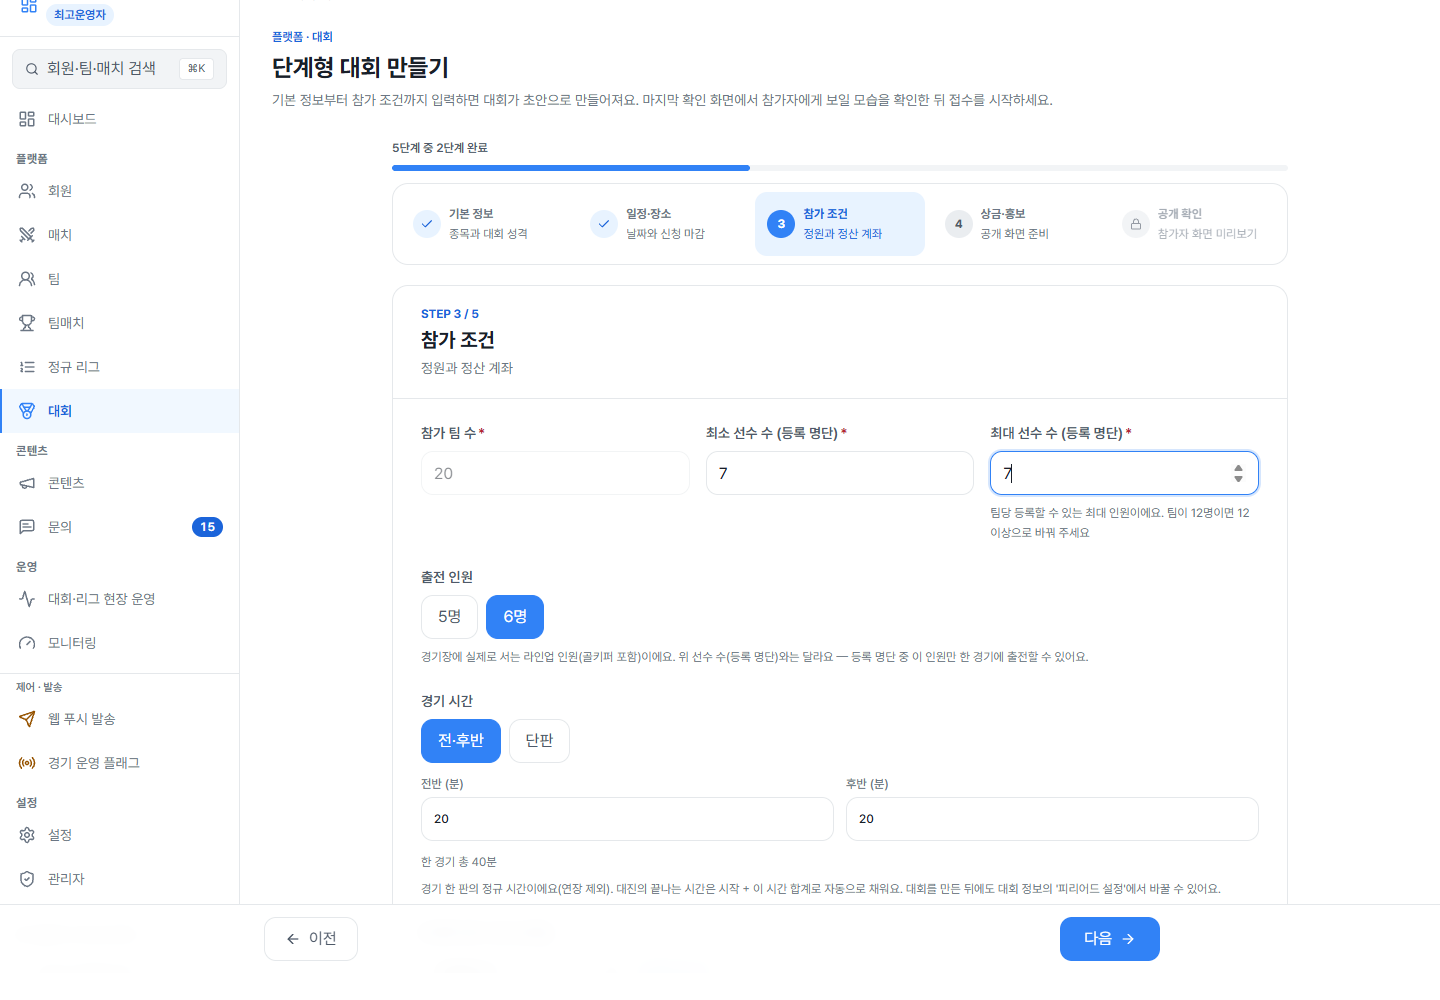 최고운영자
회원·팀·매치 검색
⌘K
대시보드
플랫폼
회원
매치
팀
팀매치
정규 리그
대회
콘텐츠
콘텐츠
문의
15
운영
대회·리그 현장 운영
모니터링
제어 · 발송
웹 푸시 발송
경기 운영 플래그
설정
설정
관리자
플랫폼 · 대회
단계형 대회 만들기
기본 정보부터 참가 조건까지 입력하면 대회가 초안으로 만들어져요. 마지막 확인 화면에서 참가자에게 보일 모습을 확인한 뒤 접수를 시작하세요.
5단계 중 2단계 완료
기본 정보
종목과 대회 성격
일정·장소
날짜와 신청 마감
3
참가 조건
정원과 정산 계좌
4
상금·홍보
공개 화면 준비
공개 확인
참가자 화면 미리보기
STEP 3 / 5
참가 조건
정원과 정산 계좌
참가 팀 수 *
20
최소 선수 수 (등록 명단) *
7
최대 선수 수 (등록 명단) *
7
팀당 등록할 수 있는 최대 인원이에요. 팀이 12명이면 12
이상으로 바꿔 주세요
출전 인원
5명
6명
경기장에 실제로 서는 라인업 인원(골키퍼 포함)이에요. 위 선수 수(등록 명단)와는 달라요 — 등록 명단 중 이 인원만 한 경기에 출전할 수 있어요.
경기 시간
전·후반
단판
전반 (분)
20
후반 (분)
20
한 경기 총 40분
경기 한 판의 정규 시간이에요(연장 제외). 대진의 끝나는 시간은 시작 + 이 시간 합계로 자동으로 채워요. 대회를 만든 뒤에도 대회 정보의 '피리어드 설정'에서 바꿀 수 있어요.
이전
다음